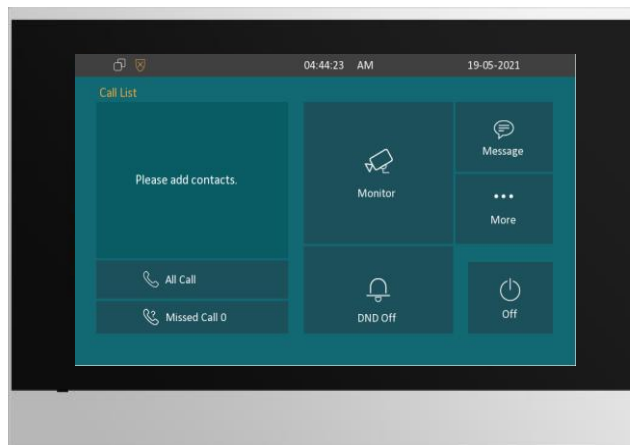 04:44:23 AM
19-05-2021
Call List
Please add contacts.
All Call
Missed Call 0
Monitor
DND Off
Message
More
Off